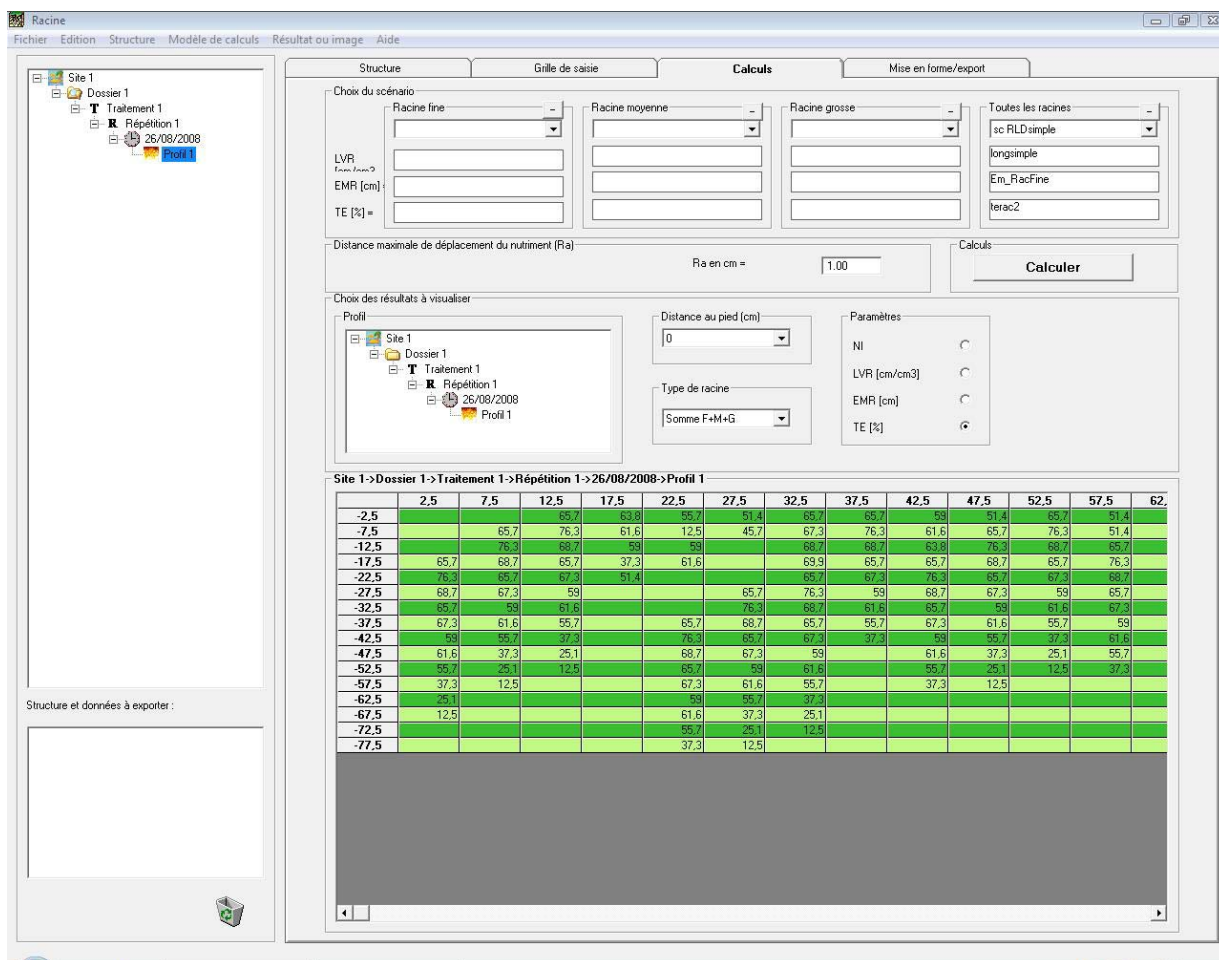 Racine
Fichier Edition Structure Modèle de calculs Résultat ou image Aide
Site 1
Dossier 1
T Traitement 1
R Répétition 1
26/08/2008
Profil 1
Structure et données à exporter :
Structure Grille de saisie Calculs Mise en forme/export
Choix du scénario
Racine fine Racine moyenne Racine grosse Toutes les racines
sc RLDsimple
LVR longsimple
EMR [cm] Em_RacFine
TE [%] = terac2
Distance maximale de déplacement du nutriment (Ra)
Ra en cm = 1.00
Calculs
Calculer
Choix des résultats à visualiser
Profil
Site 1
Dossier 1
T Traitement 1
R Répétition 1
26/08/2008
Profil 1
Distance au pied (cm)
0
Type de racine
Somme F+M+G
Paramètres
NI
LVR [cm/cm3]
EMR [cm]
TE [%]
Site 1->Dossier 1->Traitement 1->Répétition 1->26/08/2008->Profil 1
2,5 7,5 12,5 17,5 22,5 27,5 32,5 37,5 42,5 47,5 52,5 57,5 62,
-2,5 65,7 63,8 55,7 51,4 65,7 65,7 59 51,4 65,7 51,4
-7,5 65,7 76,3 61,6 12,5 45,7 67,3 76,3 61,6 65,7 76,3 51,4
-12,5 76,3 68,7 59 59 68,7 68,7 63,8 76,3 68,7 65,7
-17,5 65,7 68,7 65,7 37,3 61,6 69,9 65,7 65,7 68,7 65,7 76,3
-22,5 76,3 65,7 67,3 51,4 65,7 67,3 76,3 65,7 67,3 68,7
-27,5 68,7 67,3 59 65,7 76,3 59 68,7 67,3 59 65,7
-32,5 65,7 59 61,6 76,3 68,7 61,6 65,7 59 61,6 67,3
-37,5 67,3 61,6 55,7 65,7 68,7 65,7 55,7 67,3 61,6 55,7 59
-42,5 59 55,7 37,3 76,3 65,7 67,3 37,3 59 55,7 37,3 61,6
-47,5 61,6 37,3 25,1 68,7 67,3 59 61,6 37,3 25,1 55,7
-52,5 55,7 25,1 12,5 65,7 59 61,6 55,7 25,1 12,5 37,3
-57,5 37,3 12,5 67,3 61,6 55,7 37,3 12,5
-62,5 25,1 59 55,7 37,3
-67,5 12,5 61,6 37,3 25,1
-72,5 55,7 25,1 12,5
-77,5 37,3 12,5